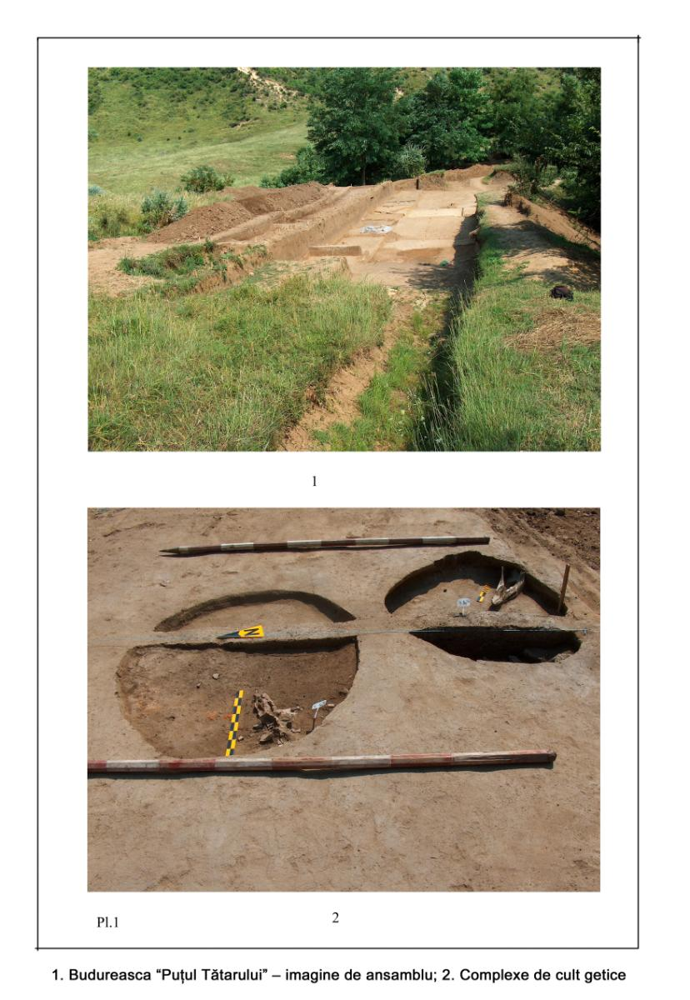 1
N
2
Pl.1
1. Budureasca “Puțul Tătarului” – imagine de ansamblu; 2. Complexe de cult getice